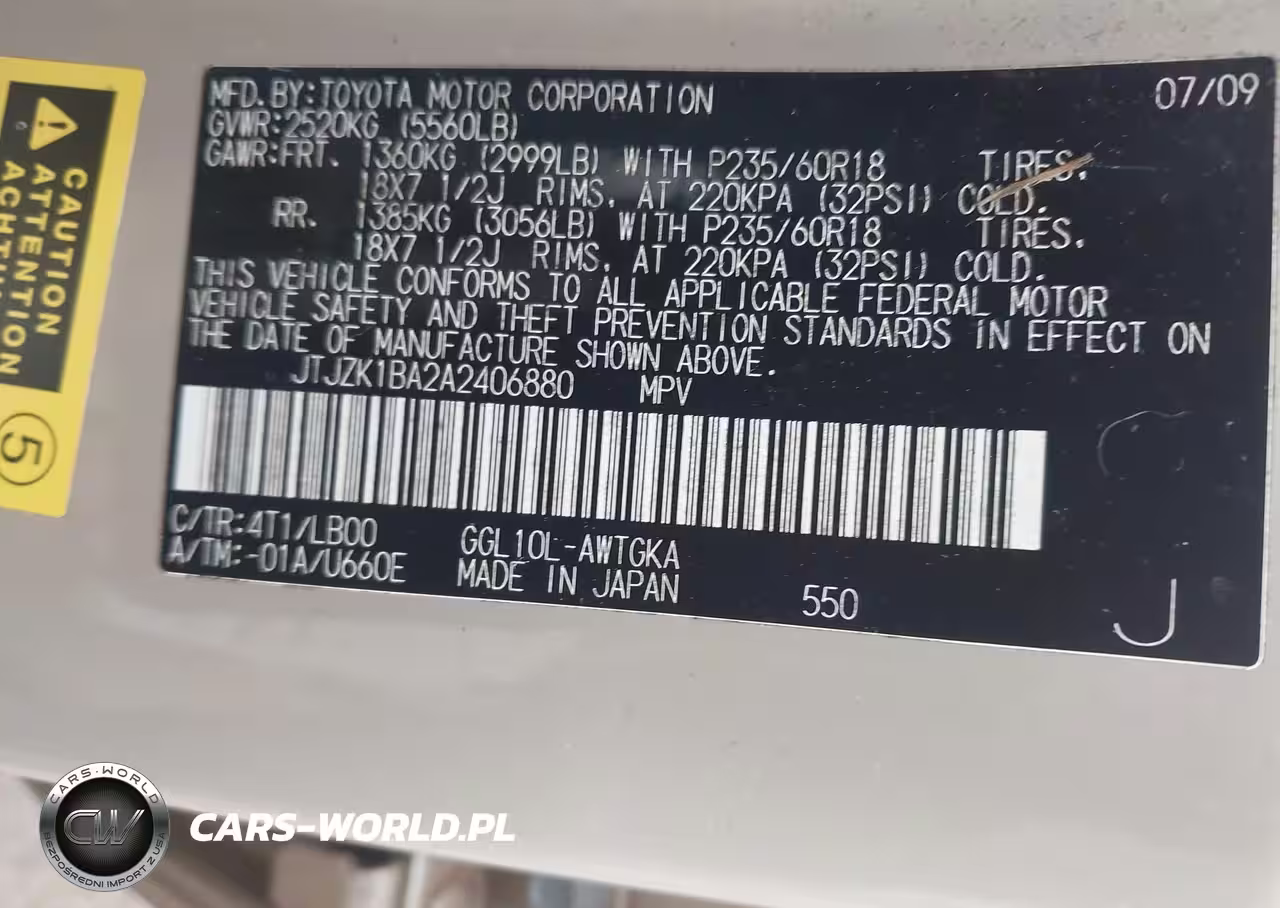 MFD.BY:TOYOTA MOTOR CORPORATION 07/09
GVWR:2520KG (5560LB)
GAWR:FRT. 1360KG (2999LB) WITH P235/60R18 TIRES.
18X7 1/2J RIMS, AT 220KPA (32PSI) COLD.
RR. 1385KG (3056LB) WITH P235/60R18 TIRES.
18X7 1/2J RIMS, AT 220KPA (32PSI) COLD.
THIS VEHICLE CONFORMS TO ALL APPLICABLE FEDERAL MOTOR
VEHICLE SAFETY AND THEFT PREVENTION STANDARDS IN EFFECT ON
THE DATE OF MANUFACTURE SHOWN ABOVE.
JTJZK1BA2A2406880 MPV
C/TR:4T1/LB00 GGL10L-AWTGKA
A/TM:-01A/U660E MADE IN JAPAN
550
J
CAUTION
ATTENTION
5
CARS-WORLD
CW
BEZPOŚREDNI IMPORT Z USA
CARS-WORLD.PL